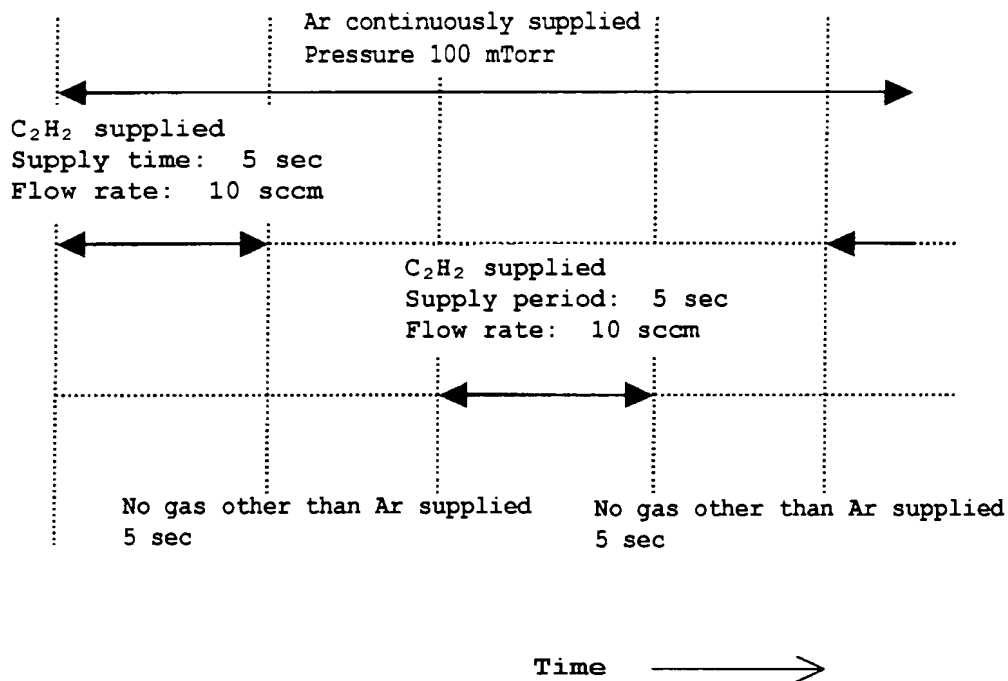 Ar continuously supplied
Pressure 100 mTorr
C₂H₂ supplied
Supply time: 5 sec
Flow rate: 10 sccm
C₂H₂ supplied
Supply period: 5 sec
Flow rate: 10 sccm
No gas other than Ar supplied
5 sec
No gas other than Ar supplied
5 sec
Time